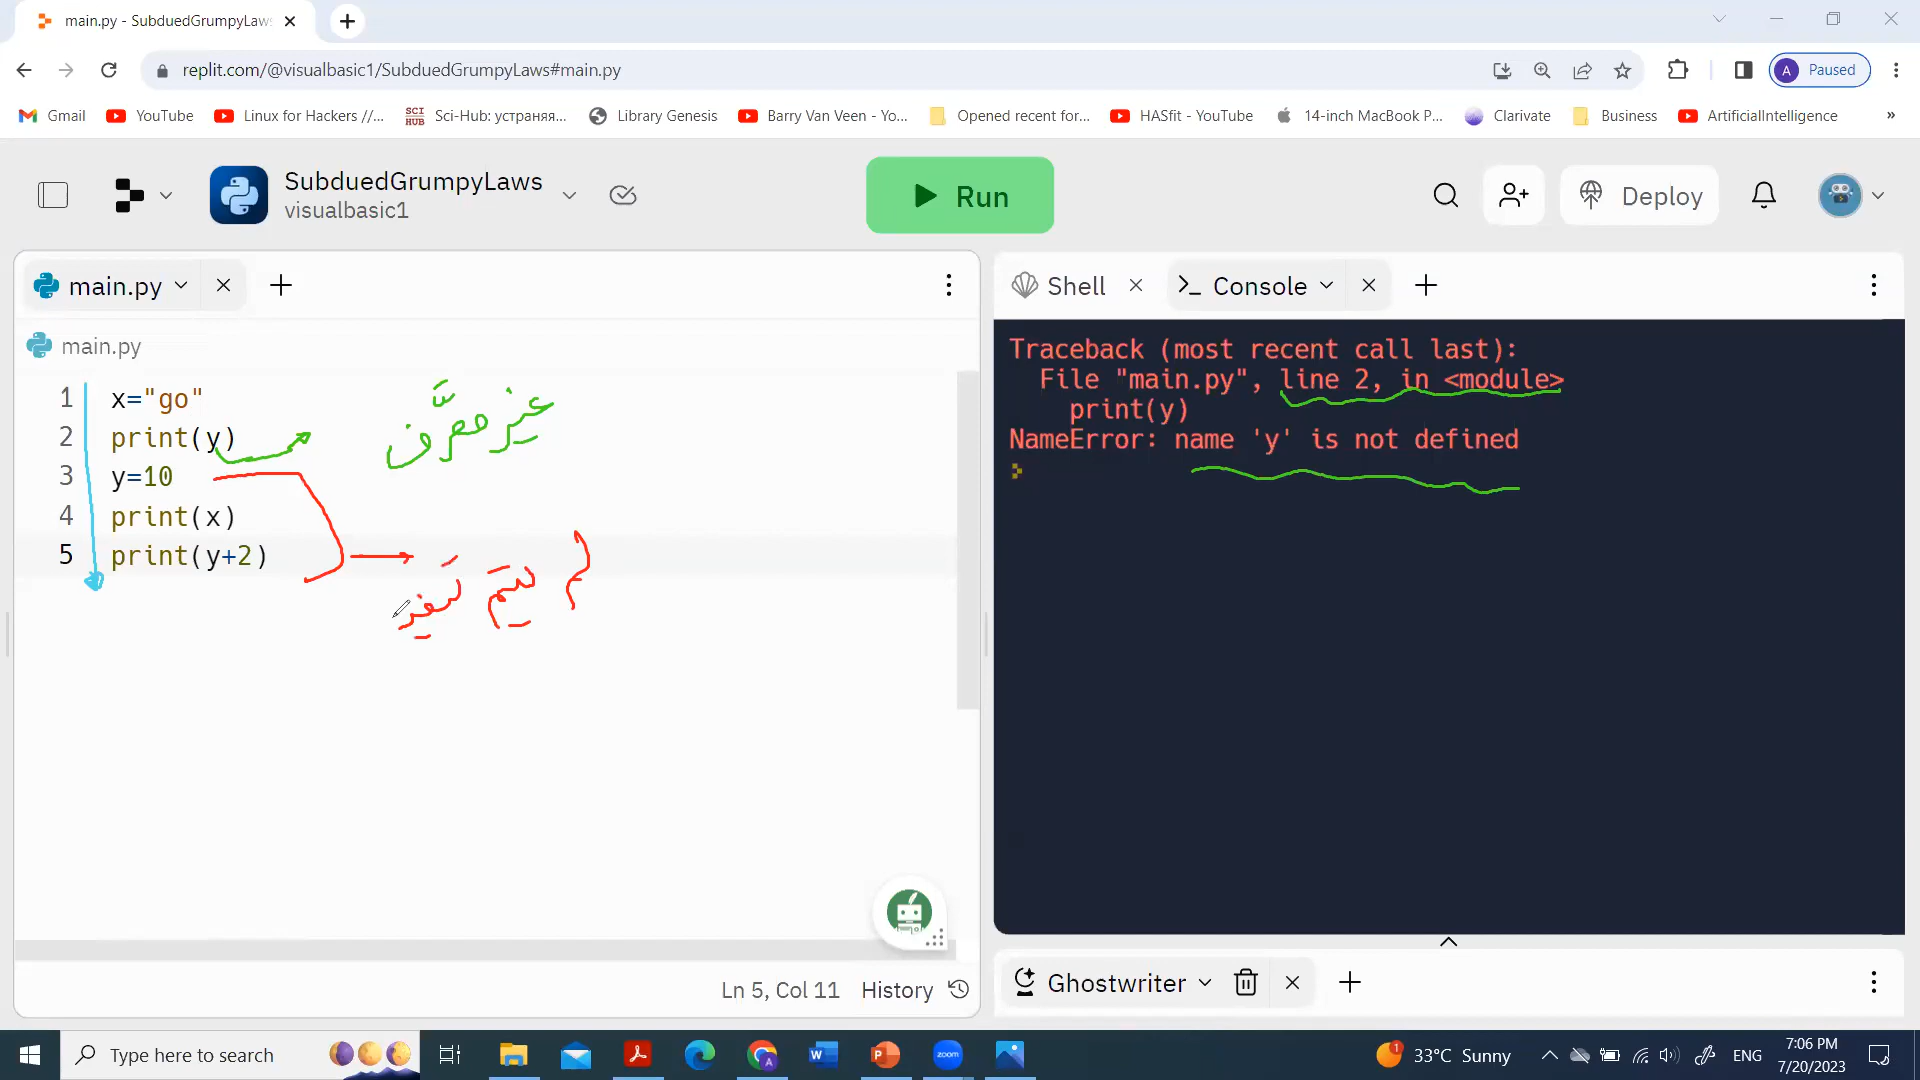 main.py - SubduedGrumpyLaws
replit.com/@visualbasic1/SubduedGrumpyLaws#main.py
Paused
A
Gmail
YouTube
Linux for Hackers //...
SCI HUB
Sci-Hub: устраняя...
Library Genesis
Barry Van Veen - Yo...
Opened recent for...
HASfit - YouTube
14-inch MacBook P...
Clarivate
Business
ArtificialIntelligence
»
SubduedGrumpyLaws
visualbasic1
Run
Deploy
main.py
Shell
Console
main.py
1 x="go"
2 print(y)
3 y=10
4 print(x)
5 print(y+2)
غير معرَّف
لم يتم تنفيذ
Traceback (most recent call last):
File "main.py", line 2, in <module>
print(y)
NameError: name 'y' is not defined
Ln 5, Col 11
History
Ghostwriter
Type here to search
zoom
1
33°C Sunny
ENG
7:06 PM
7/20/2023